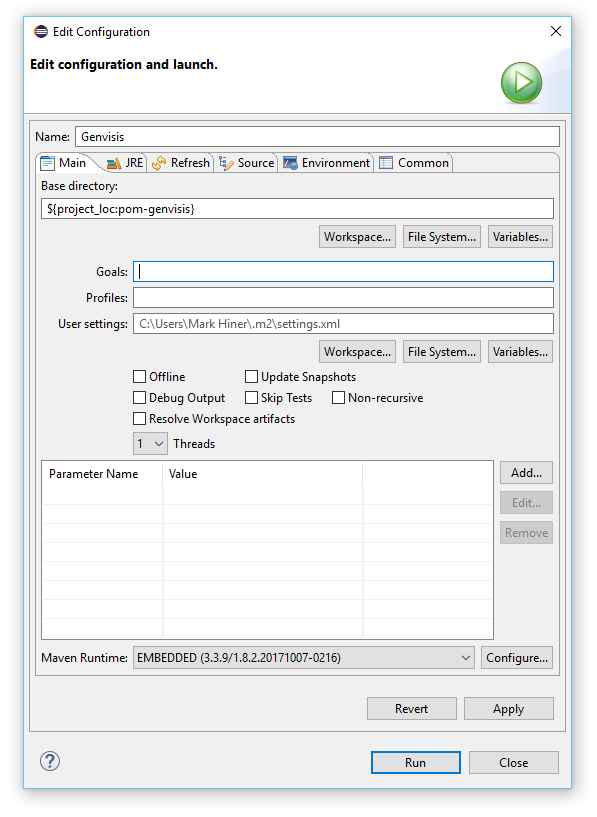 Edit Configuration
Edit configuration and launch.
Name: Genvisis
Main JRE Refresh Source Environment Common
Base directory:
${project_loc:pom-genvisis}
Workspace... File System... Variables...
Goals:
Profiles:
User settings: C:\Users\Mark Hiner\.m2\settings.xml
Workspace... File System... Variables...
Offline Update Snapshots
Debug Output Skip Tests Non-recursive
Resolve Workspace artifacts
1 Threads
Parameter Name Value Add...
Edit...
Remove
Maven Runtime: EMBEDDED (3.3.9/1.8.2.20171007-0216) Configure...
Revert Apply
? Run Close